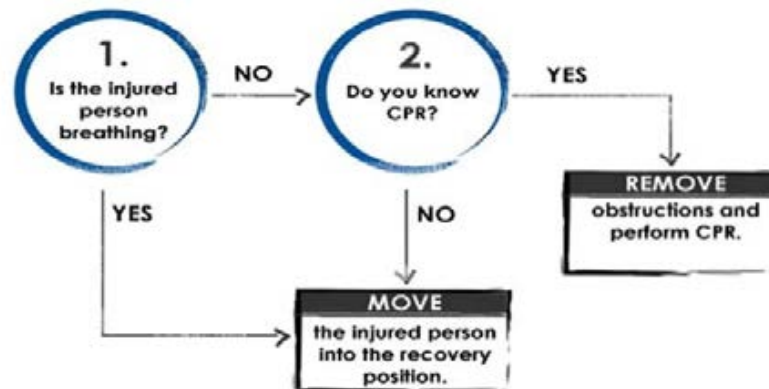 1.
Is the injured
person
breathing?
NO
2.
Do you know
CPR?
YES
REMOVE
obstructions and
perform CPR.
YES
NO
MOVE
the injured person
into the recovery
position.